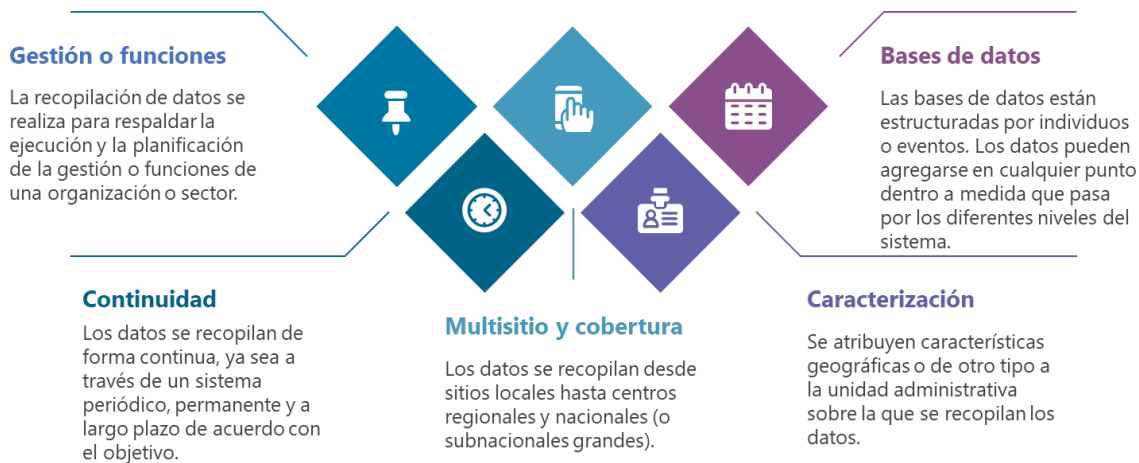 Gestión o funciones
La recopilación de datos se
realiza para respaldar la
ejecución y la planificación
de la gestión o funciones de
una organización o sector.
Continuidad
Los datos se recopilan de
forma continua, ya sea a
través de un sistema
periódico, permanente y a
largo plazo de acuerdo con
el objetivo.
Multisitio y cobertura
Los datos se recopilan desde
sitios locales hasta centros
regionales y nacionales (o
subnacionales grandes).
Caracterización
Se atribuyen características
geográficas o de otro tipo a
la unidad administrativa
sobre la que se recopilan los
datos.
Bases de datos
Las bases de datos están
estructuradas por individuos
o eventos. Los datos pueden
agregarse en cualquier punto
dentro a medida que pasa
por los diferentes niveles del
sistema.